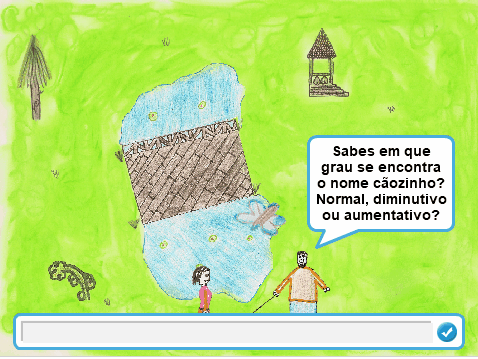 Sabes em que
grau se encontra
o nome cãozinho?
Normal, diminutivo
ou aumentativo?